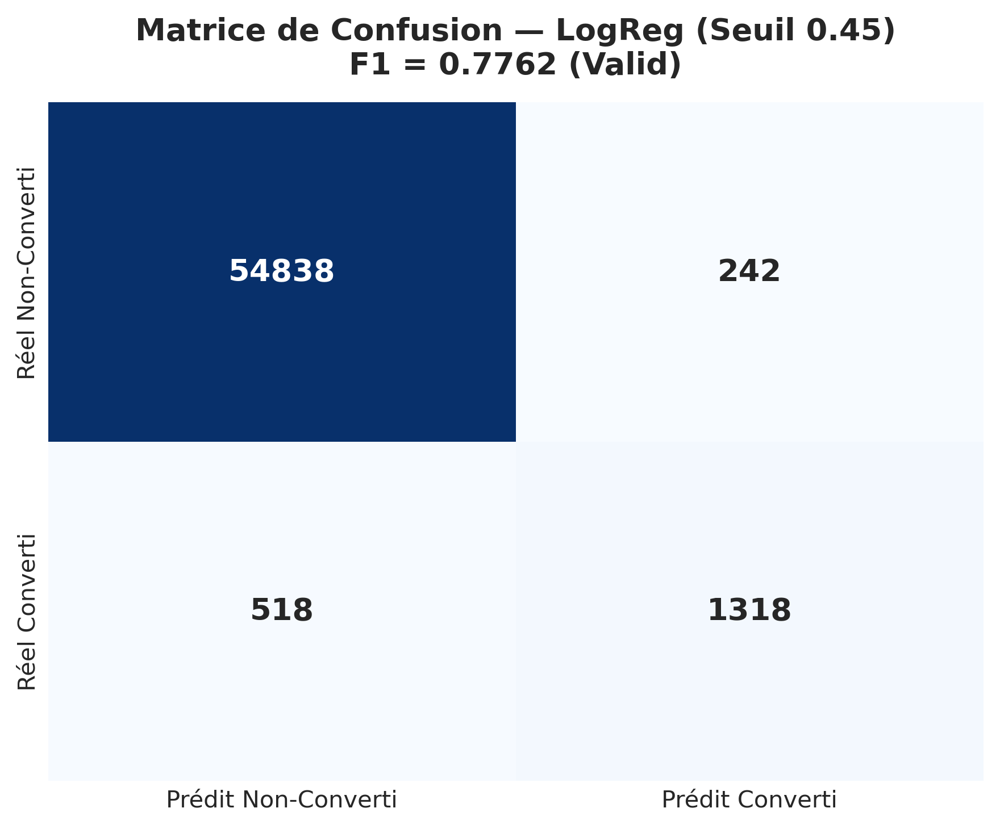 Matrice de Confusion — LogReg (Seuil 0.45)
F1 = 0.7762 (Valid)
Réel Non-Converti
54838
242
Réel Converti
518
1318
Prédit Non-Converti
Prédit Converti